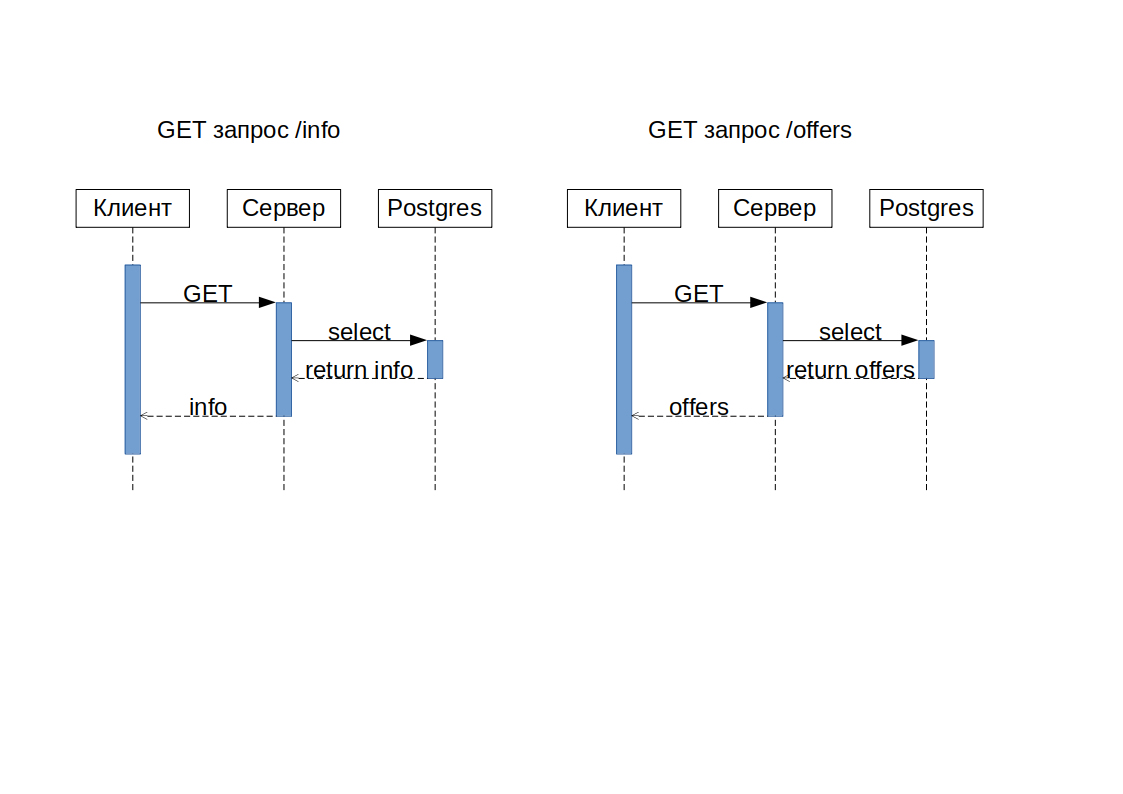 GET запрос /info
Клиент
Сервер
Postgres
GET
select
return info
info
GET запрос /offers
Клиент
Сервер
Postgres
GET
select
return offers
offers